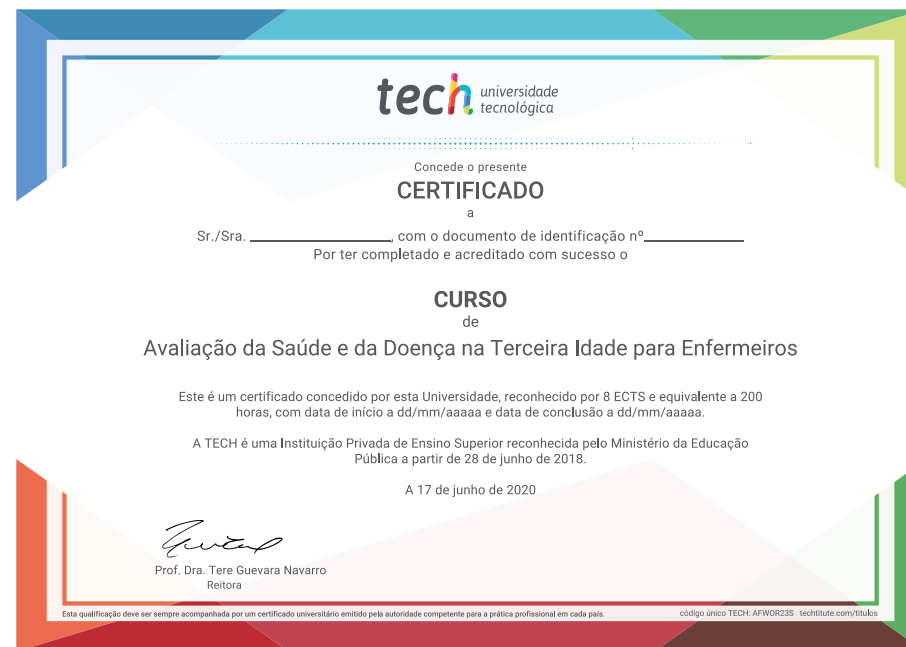 tech universidade
tecnológica
Concede o presente
CERTIFICADO
a
Sr./Sra. ____________________, com o documento de identificação nº______________
Por ter completado e acreditado com sucesso o
CURSO
de
Avaliação da Saúde e da Doença na Terceira Idade para Enfermeiros
Este é um certificado concedido por esta Universidade, reconhecido por 8 ECTS e equivalente a 200
horas, com data de início a dd/mm/aaaaa e data de conclusão a dd/mm/aaaaa.
A TECH é uma Instituição Privada de Ensino Superior reconhecida pelo Ministério da Educação
Pública a partir de 28 de junho de 2018.
A 17 de junho de 2020
Prof. Dra. Tere Guevara Navarro
Reitora
Esta qualificação deve ser sempre acompanhada por um certificado universitário emitido pela autoridade competente para a prática profissional em cada país.
código único TECH: AFWOR23S techtitute.com/titulos